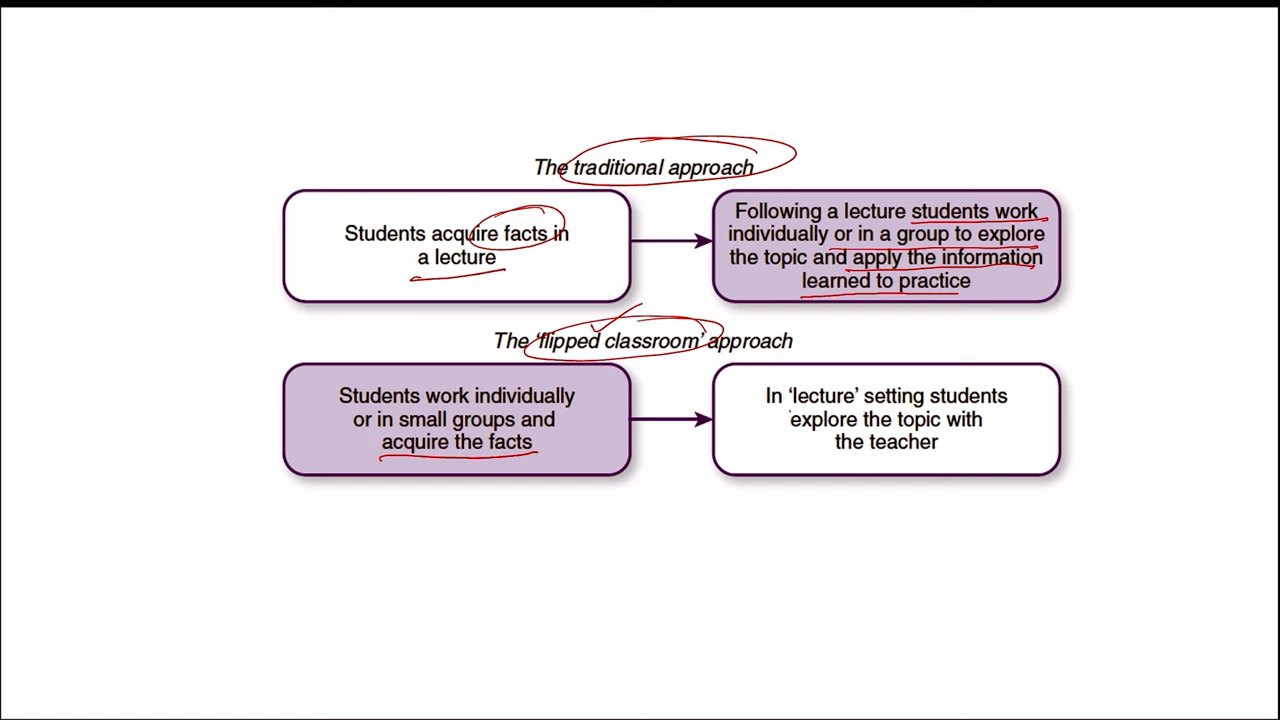 The traditional approach
Students acquire facts in
a lecture
Following a lecture students work
individually or in a group to explore
the topic and apply the information
learned to practice
The ‘flipped classroom’ approach
Students work individually
or in small groups and
acquire the facts
In ‘lecture’ setting students
explore the topic with
the teacher